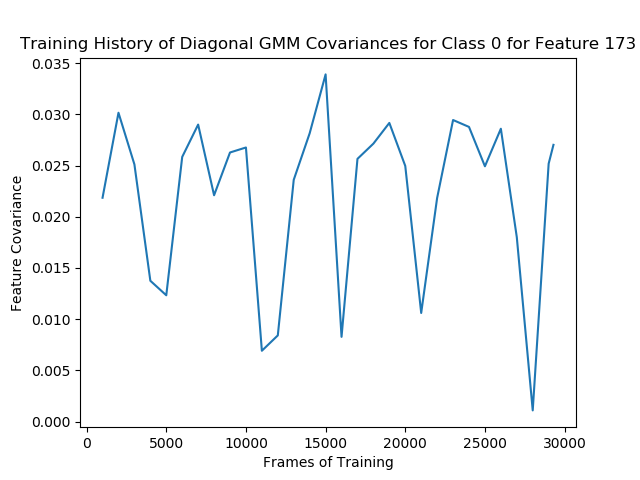 Training History of Diagonal GMM Covariances for Class 0 for Feature 173
0.035
0.030
0.025
0.020
0.015
0.010
0.005
0.000
Feature Covariance
0 5000 10000 15000 20000 25000 30000
Frames of Training